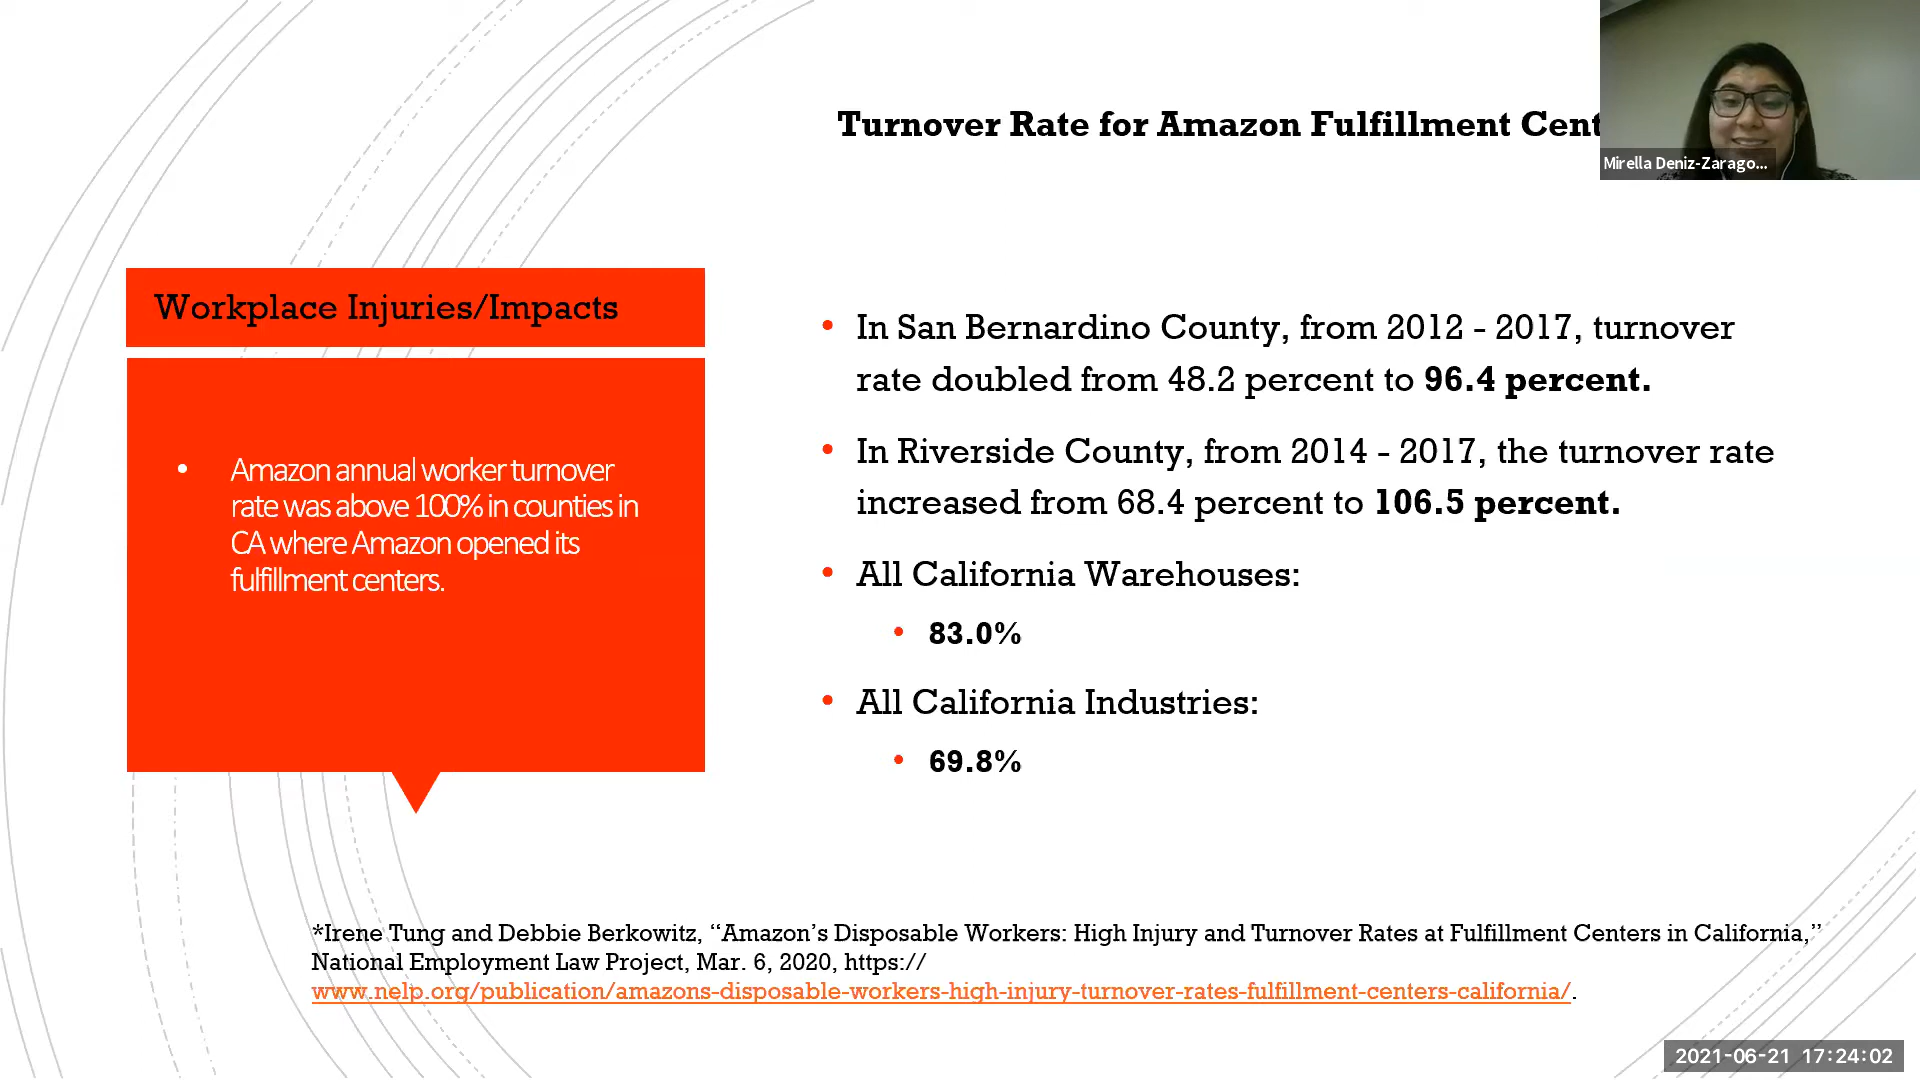 Turnover Rate for Amazon Fulfillment Cent
Mirella Deniz-Zarago...
Workplace Injuries/Impacts
• Amazon annual worker turnover
rate was above 100% in counties in
CA where Amazon opened its
fulfillment centers.
• In San Bernardino County, from 2012 - 2017, turnover
rate doubled from 48.2 percent to 96.4 percent.
• In Riverside County, from 2014 - 2017, the turnover rate
increased from 68.4 percent to 106.5 percent.
• All California Warehouses:
• 83.0%
• All California Industries:
• 69.8%
*Irene Tung and Debbie Berkowitz, “Amazon’s Disposable Workers: High Injury and Turnover Rates at Fulfillment Centers in California,”
National Employment Law Project, Mar. 6, 2020, https://
www.nelp.org/publication/amazons-disposable-workers-high-injury-turnover-rates-fulfillment-centers-california/.
2021-06-21 17:24:02